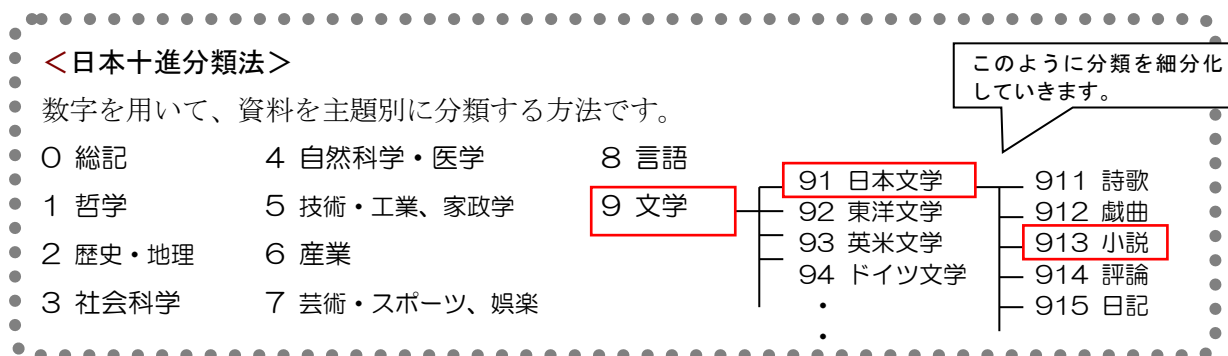 ＜日本十進分類法＞
数字を用いて、資料を主題別に分類する方法です。
このように分類を細分化
していきます。
0 総記
1 哲学
2 歴史・地理
3 社会科学
4 自然科学・医学
5 技術・工業、家政学
6 産業
7 芸術・スポーツ、娯楽
8 言語
9 文学
91 日本文学
92 東洋文学
93 英米文学
94 ドイツ文学
・
・
911 詩歌
912 戯曲
913 小説
914 評論
915 日記